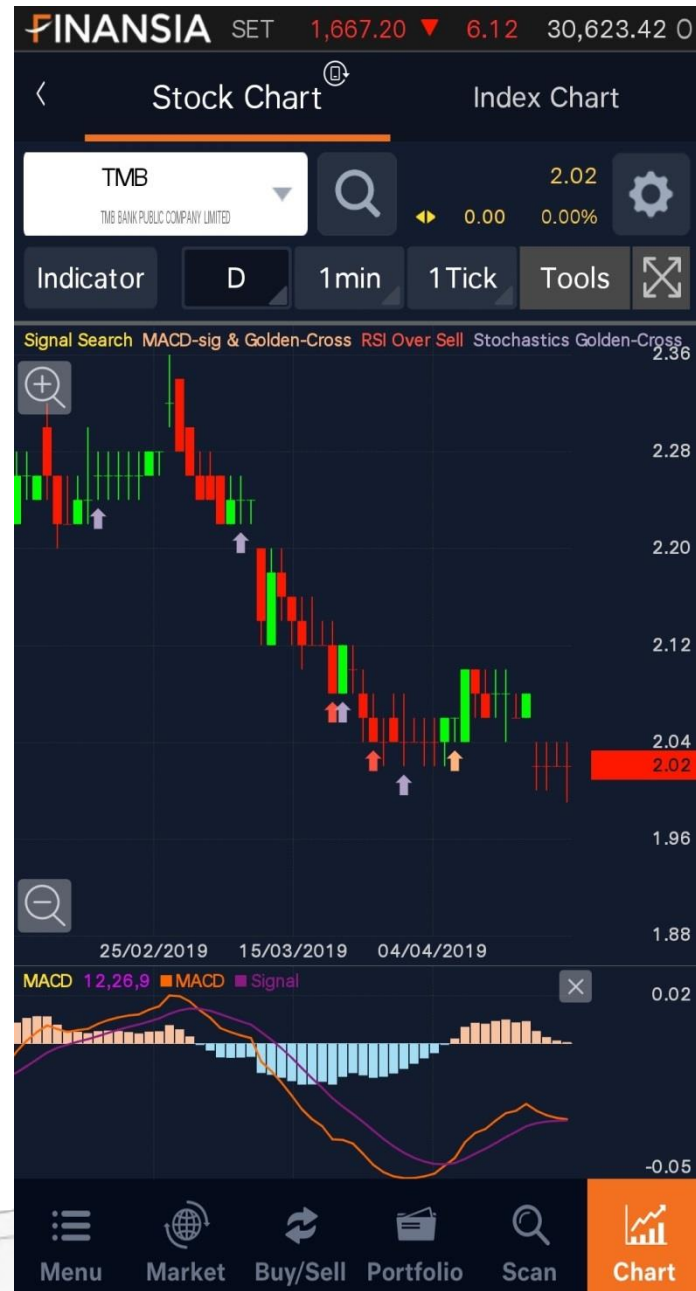 FINANSIA SET 1,667.20 ▼ 6.12 30,623.42 O
Stock Chart Index Chart
TMB
TMB BANK PUBLIC COMPANY LIMITED
2.02
0.00 0.00%
Indicator D 1min 1Tick Tools
Signal Search MACD-sig & Golden-Cross RSI Over Sell Stochastics Golden-Cross
2.36
2.28
2.20
2.12
2.04
2.02
1.96
1.88
25/02/2019 15/03/2019 04/04/2019
MACD 12,26,9 MACD Signal
0.02
-0.05
Menu Market Buy/Sell Portfolio Scan Chart